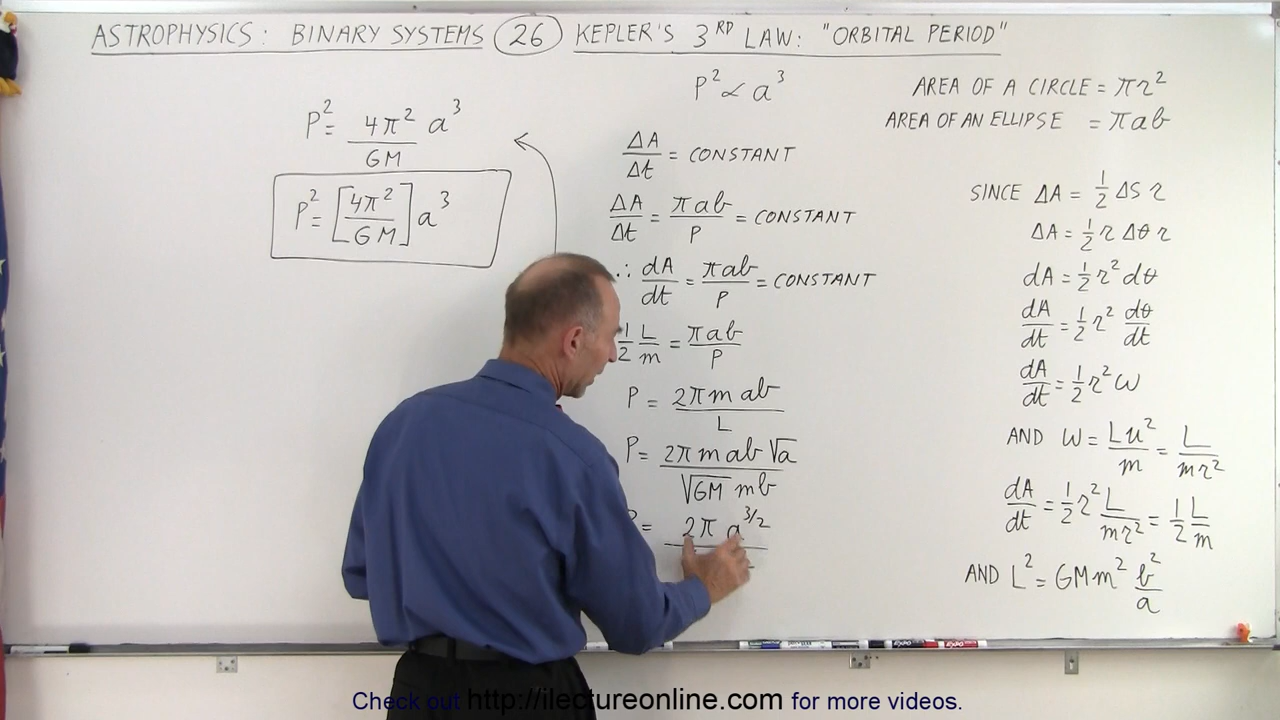 ASTROPHYSICS: BINARY SYSTEMS 26 KEPLER'S 3RD LAW: "ORBITAL PERIOD"
P² = 4π²/GM a³
P² = [4π²/GM] a³
P² ∝ a³
ΔA/Δt = CONSTANT
ΔA/Δt = πab/P = CONSTANT
∴ dA/dt = πab/P = CONSTANT
1/2 L/m = πab/P
P = 2πmab/L
P = 2πmab√a/√GM mb
= 2πa^3/2
AREA OF A CIRCLE = πr²
AREA OF AN ELLIPSE = πab
SINCE ΔA = 1/2 ΔS r
ΔA = 1/2 r Δθ r
dA = 1/2 r² dθ
dA/dt = 1/2 r² dθ/dt
dA/dt = 1/2 r² ω
AND ω = Lu²/m = L/mr²
dA/dt = 1/2 r² L/mr² = 1/2 L/m
AND L² = GMm² b²/a
EXPO
EXPO
Check out http://ilectureonline.com for more videos.